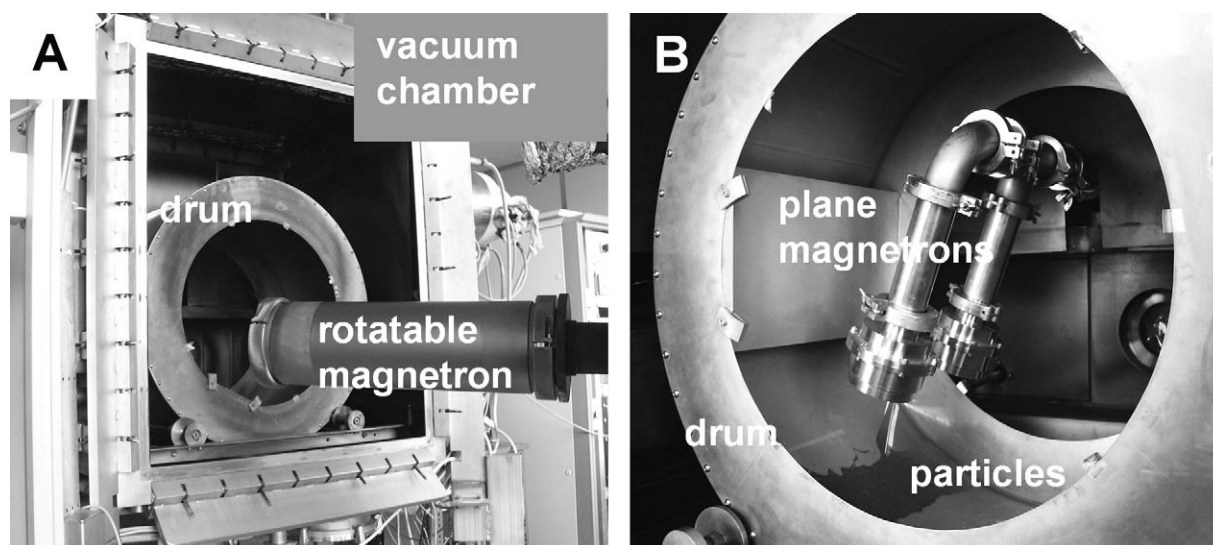 A
vacuum
chamber
drum
rotatable
magnetron
B
plane
magnetrons
drum
particles